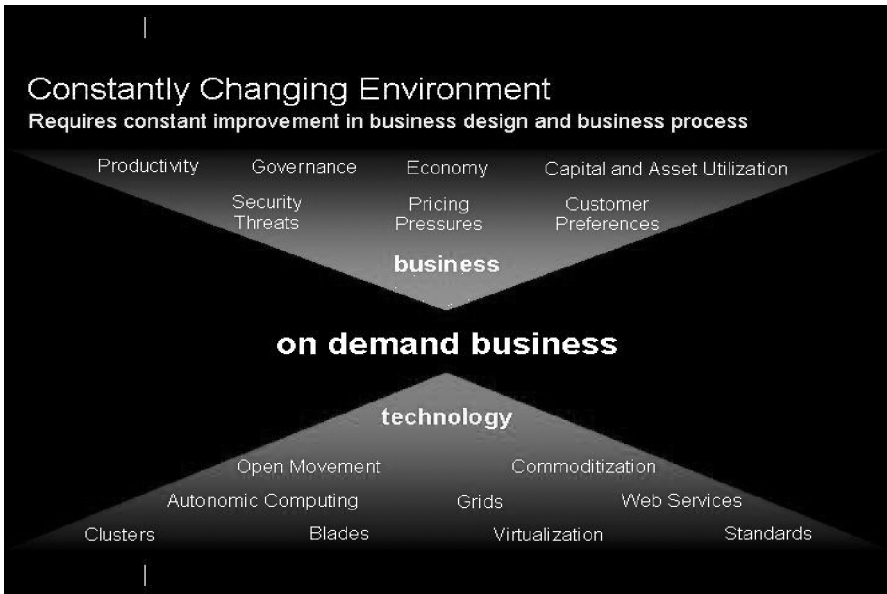 Constantly Changing Environment
Requires constant improvement in business design and business process
Productivity Governance Economy Capital and Asset Utilization
Security Threats Pricing Pressures Customer Preferences
business
on demand business
technology
Open Movement Commoditization
Autonomic Computing Grids Web Services
Clusters Blades Virtualization Standards